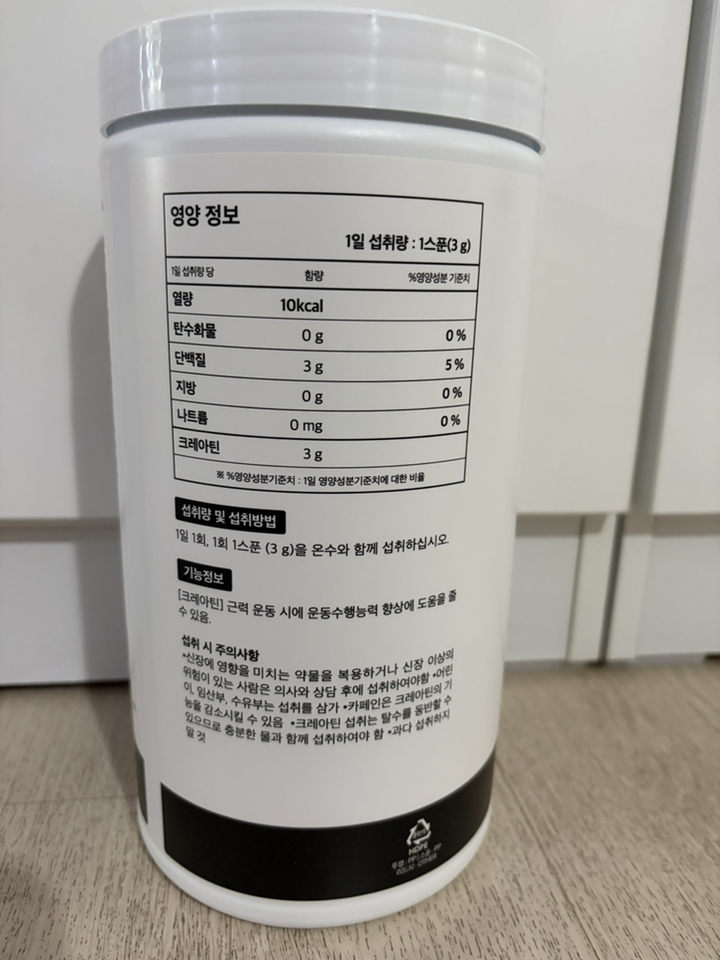 영양 정보
1일 섭취량 : 1스푼(3 g)
1일 섭취량 당 함량 %영양성분 기준치
열량 10kcal
탄수화물 0 g 0 %
단백질 3 g 5 %
지방 0 g 0 %
나트륨 0 mg 0 %
크레아틴 3 g
※ %영양성분기준치 : 1일 영양성분기준치에 대한 비율
섭취량 및 섭취방법
1일 1회, 1회 1스푼 (3 g)을 온수와 함께 섭취하십시오.
기능정보
[크레아틴] 근력 운동 시에 운동수행능력 향상에 도움을 줄
수 있음.
섭취 시 주의사항
•신장에 영향을 미치는 약물을 복용하거나 신장 이상의
위험이 있는 사람은 의사와 상담 후에 섭취하여야함 •어린
이, 임산부, 수유부는 섭취를 삼가 •카페인은 크레아틴의 기
능을 감소시킬 수 있음 •크레아틴 섭취는 탈수를 동반할 수
있으므로 충분한 물과 함께 섭취하여야 함 •과다 섭취하지
말 것
HDPE
뚜껑 : PP | 스푼 : PP
리드지 : OTHER